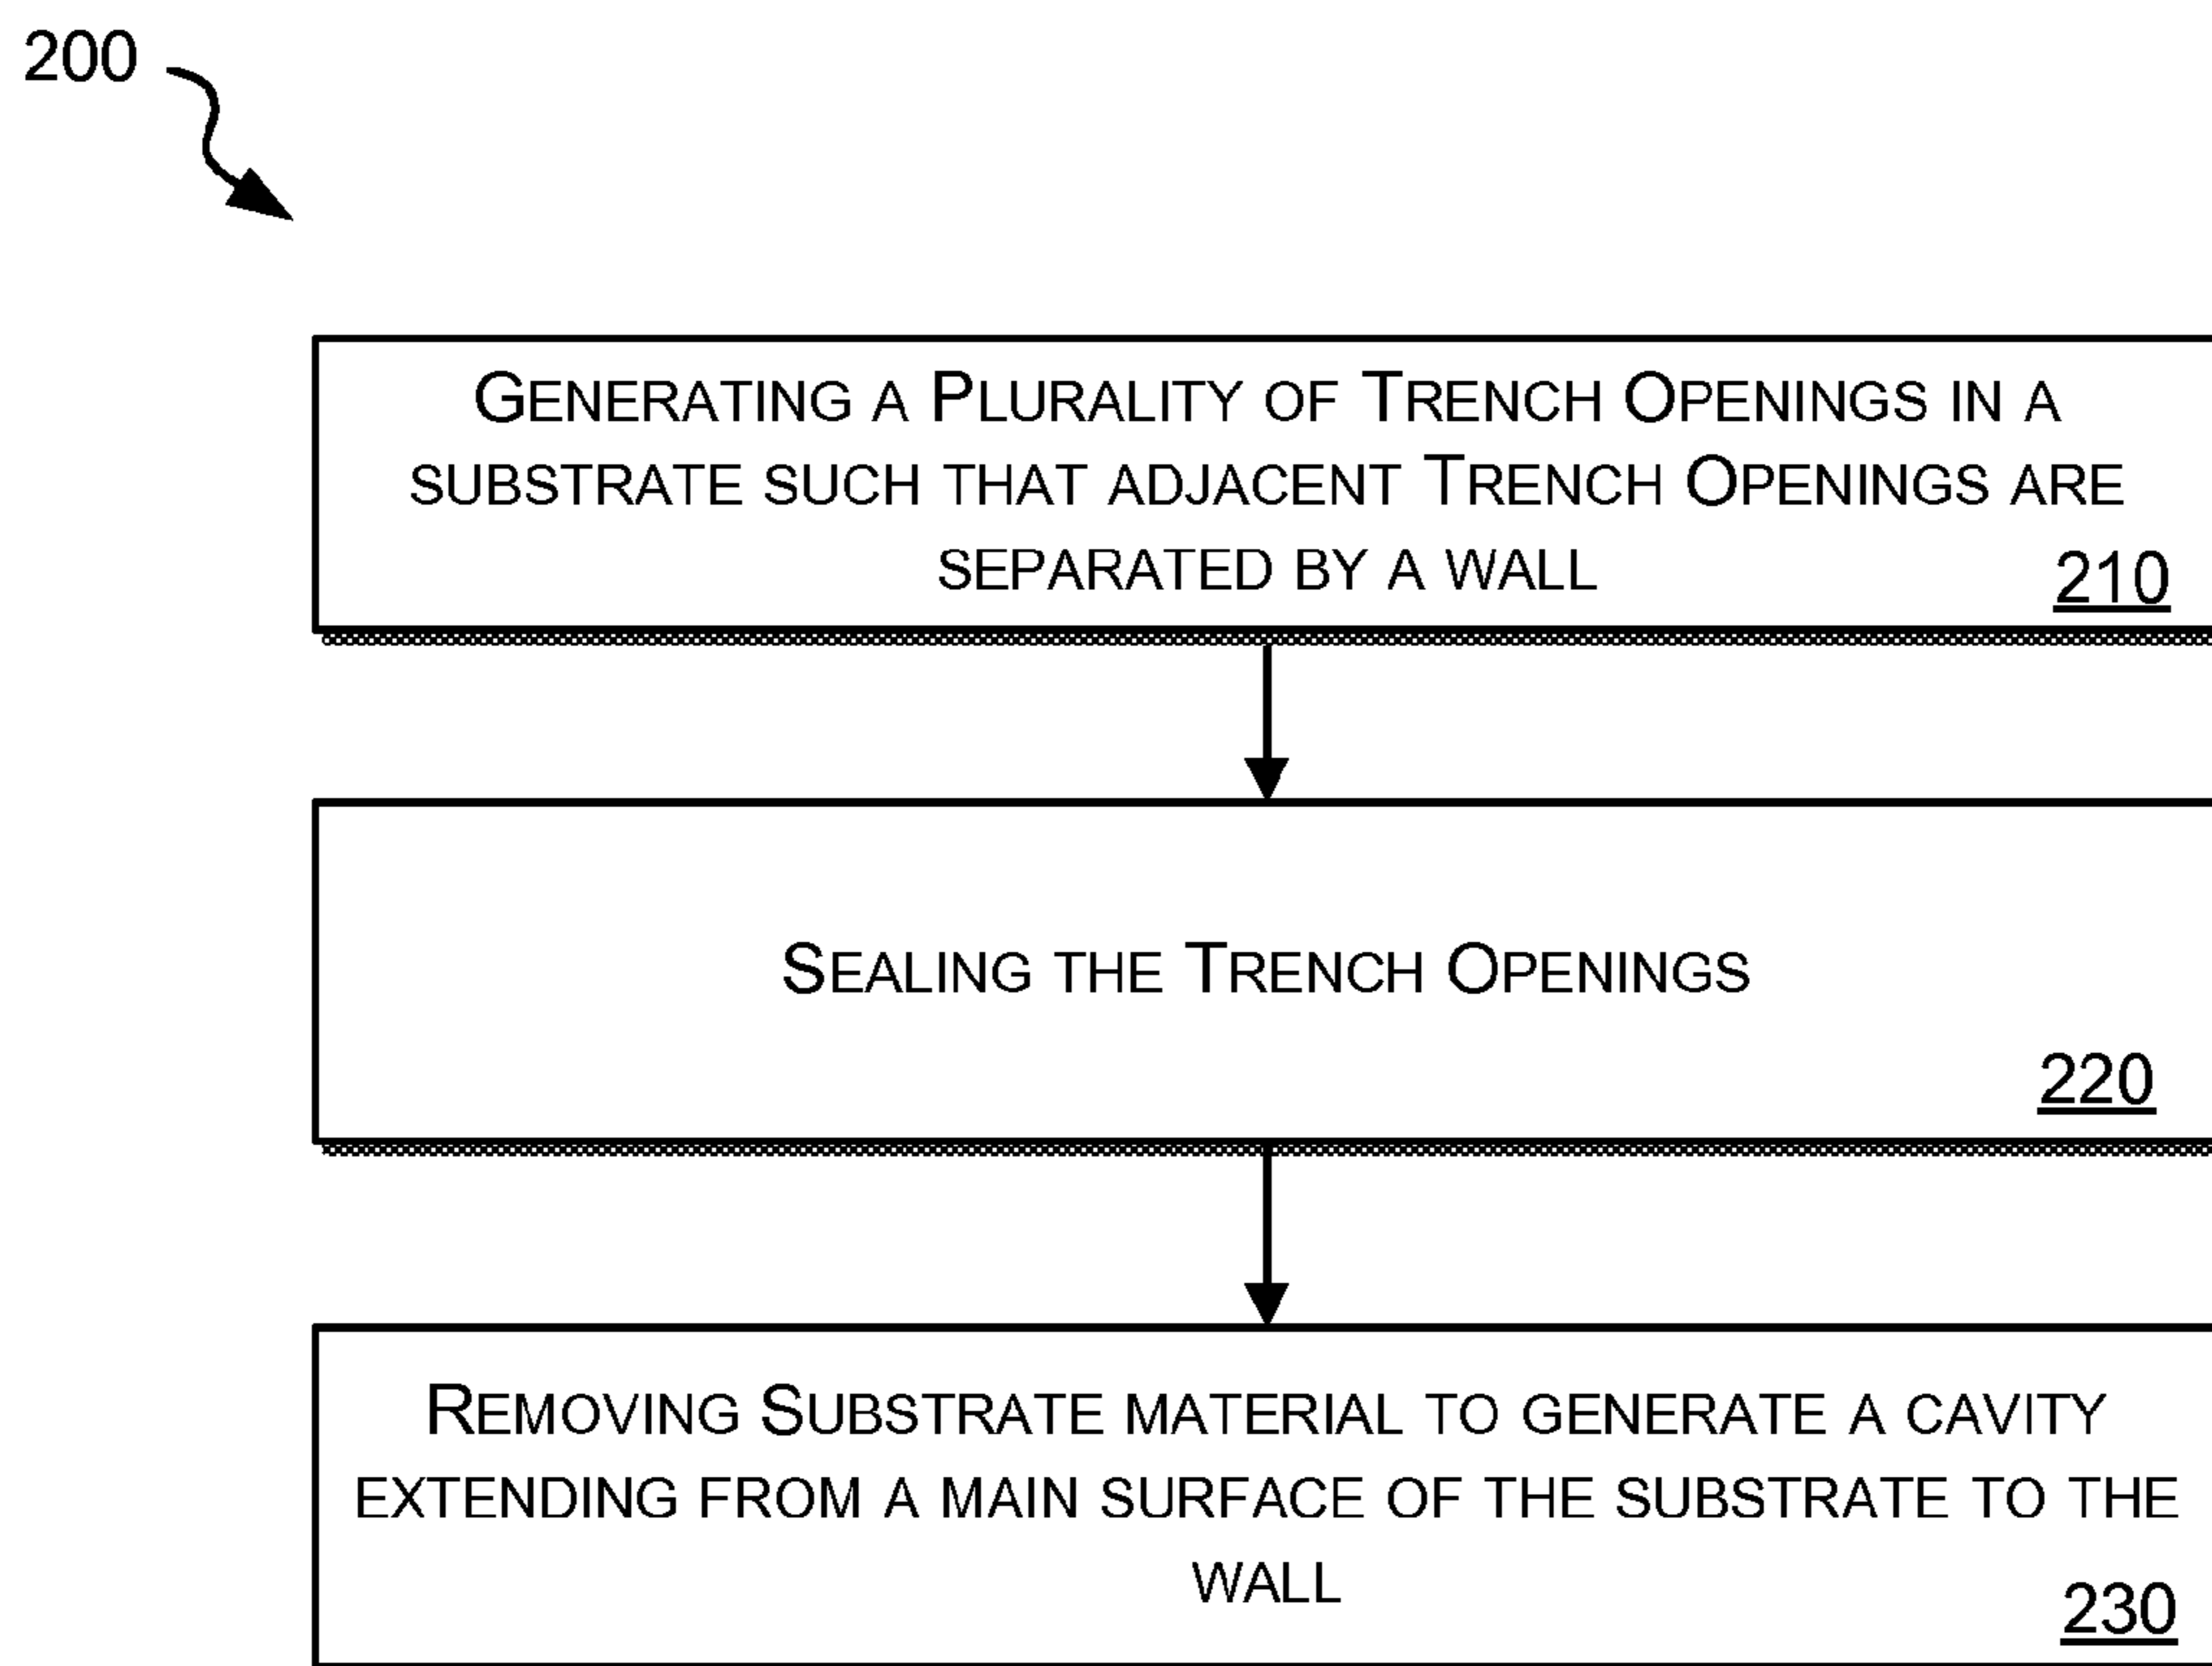 200
GENERATING A PLURALITY OF TRENCH OPENINGS IN A
SUBSTRATE SUCH THAT ADJACENT TRENCH OPENINGS ARE
SEPARATED BY A WALL
210
SEALING THE TRENCH OPENINGS
220
REMOVING SUBSTRATE MATERIAL TO GENERATE A CAVITY
EXTENDING FROM A MAIN SURFACE OF THE SUBSTRATE TO THE
WALL
230